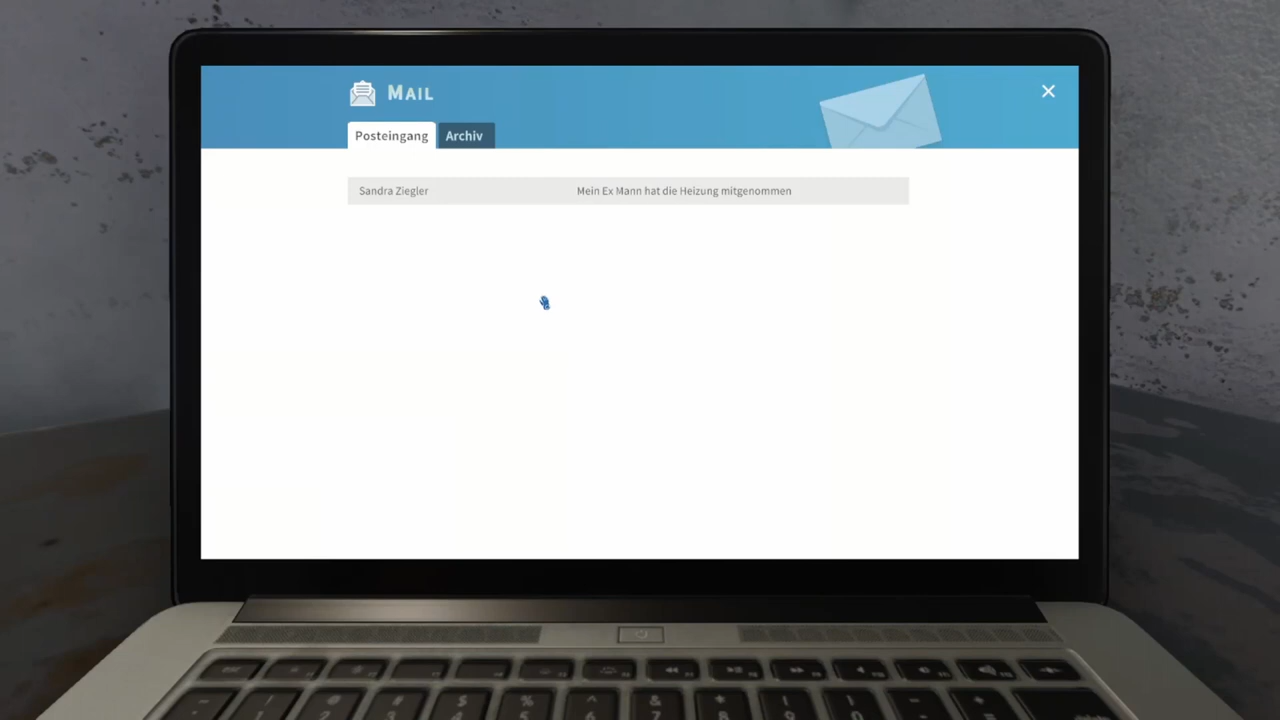 MAIL
Posteingang
Archiv
Sandra Ziegler
Mein Ex Mann hat die Heizung mitgenommen